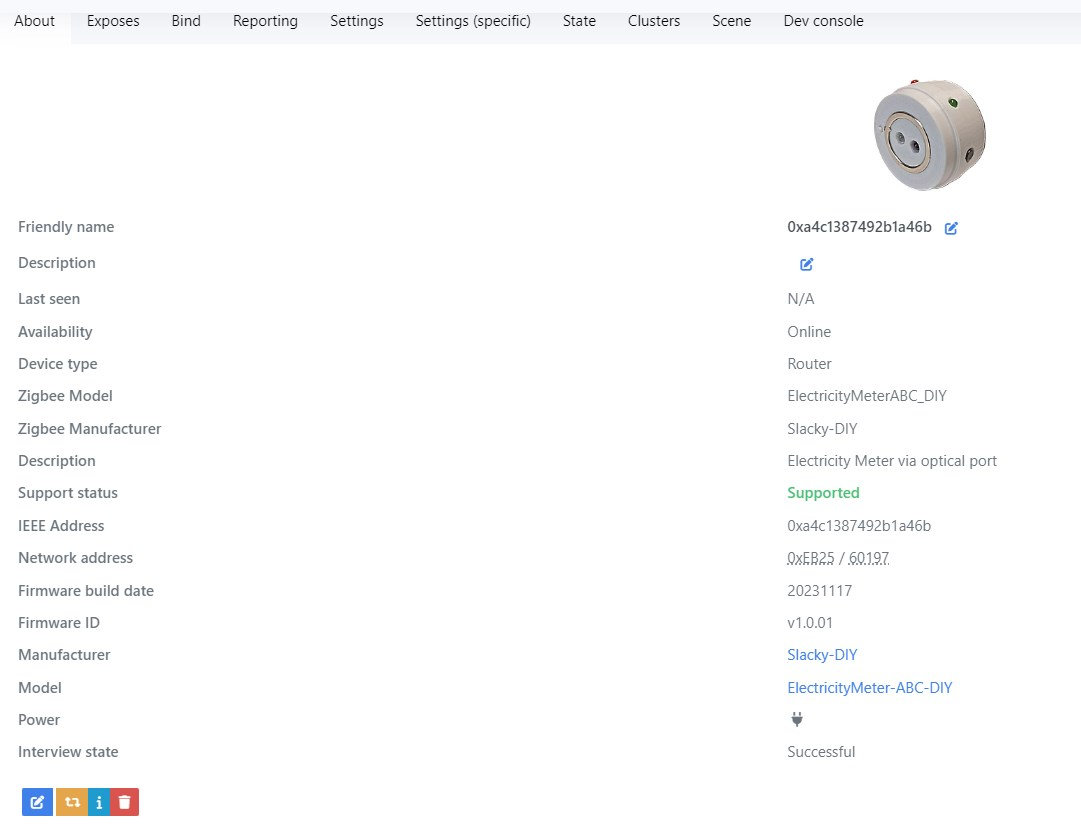 About Exposes Bind Reporting Settings Settings (specific) State Clusters Scene Dev console
Friendly name 0xa4c1387492b1a46b
Description
Last seen N/A
Availability Online
Device type Router
Zigbee Model ElectricityMeterABC_DIY
Zigbee Manufacturer Slacky-DIY
Description Electricity Meter via optical port
Support status Supported
IEEE Address 0xa4c1387492b1a46b
Network address 0xEB25 / 60197
Firmware build date 20231117
Firmware ID v1.0.01
Manufacturer Slacky-DIY
Model ElectricityMeter-ABC-DIY
Power
Interview state Successful